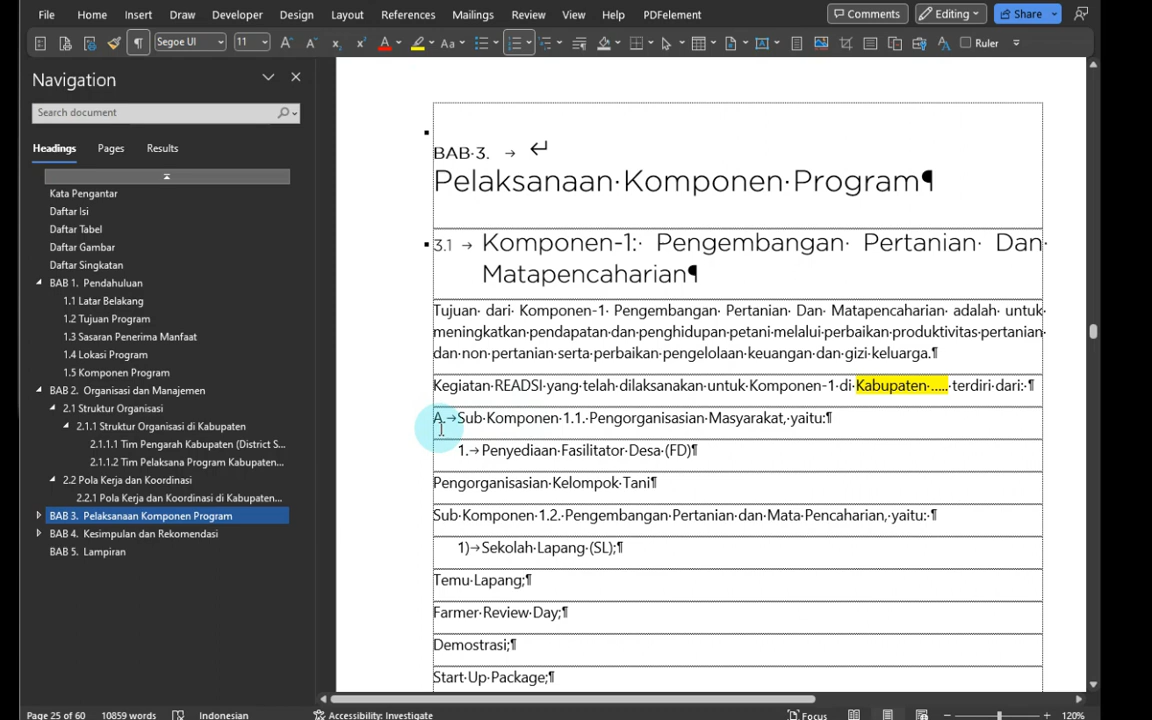 File Home Insert Draw Developer Design Layout References Mailings Review View Help PDFelement Comments Editing Share
Segoe UI 11 Aa Ruler
Navigation
Search document
Headings Pages Results
Kata Pengantar
Daftar Isi
Daftar Tabel
Daftar Gambar
Daftar Singkatan
BAB 1. Pendahuluan
1.1 Latar Belakang
1.2 Tujuan Program
1.3 Sasaran Penerima Manfaat
1.4 Lokasi Program
1.5 Komponen Program
BAB 2. Organisasi dan Manajemen
2.1 Struktur Organisasi
2.1.1 Struktur Organisasi di Kabupaten
2.1.1.1 Tim Pengarah Kabupaten (District S...
2.1.1.2 Tim Pelaksana Program Kabupaten...
2.2 Pola Kerja dan Koordinasi
2.2.1 Pola Kerja dan Koordinasi di Kabupaten...
BAB 3. Pelaksanaan Komponen Program
BAB 4. Kesimpulan dan Rekomendasi
BAB 5. Lampiran
BAB·3. → ↵
Pelaksanaan·Komponen·Program¶
3.1 → Komponen-1:· Pengembangan· Pertanian· Dan·
Matapencaharian¶
Tujuan· dari· Komponen-1· Pengembangan· Pertanian· Dan· Matapencaharian· adalah· untuk·
meningkatkan·pendapatan·dan·penghidupan·petani·melalui·perbaikan·produktivitas·pertanian·
dan·non·pertanian·serta·perbaikan·pengelolaan·keuangan·dan·gizi·keluarga.¶
Kegiatan·READSI·yang·telah·dilaksanakan·untuk·Komponen-1·di·Kabupaten·.....·terdiri·dari:·¶
A.→Sub·Komponen·1.1.·Pengorganisasian·Masyarakat,·yaitu:¶
1.→Penyediaan·Fasilitator·Desa·(FD)¶
Pengorganisasian·Kelompok·Tani¶
Sub·Komponen·1.2.·Pengembangan·Pertanian·dan·Mata·Pencaharian,·yaitu:·¶
1)→Sekolah·Lapang·(SL);¶
Temu·Lapang;¶
Farmer·Review·Day;¶
Demostrasi;¶
Start·Up·Package;¶
Page 25 of 60 10859 words Indonesian Accessibility: Investigate Focus 120%